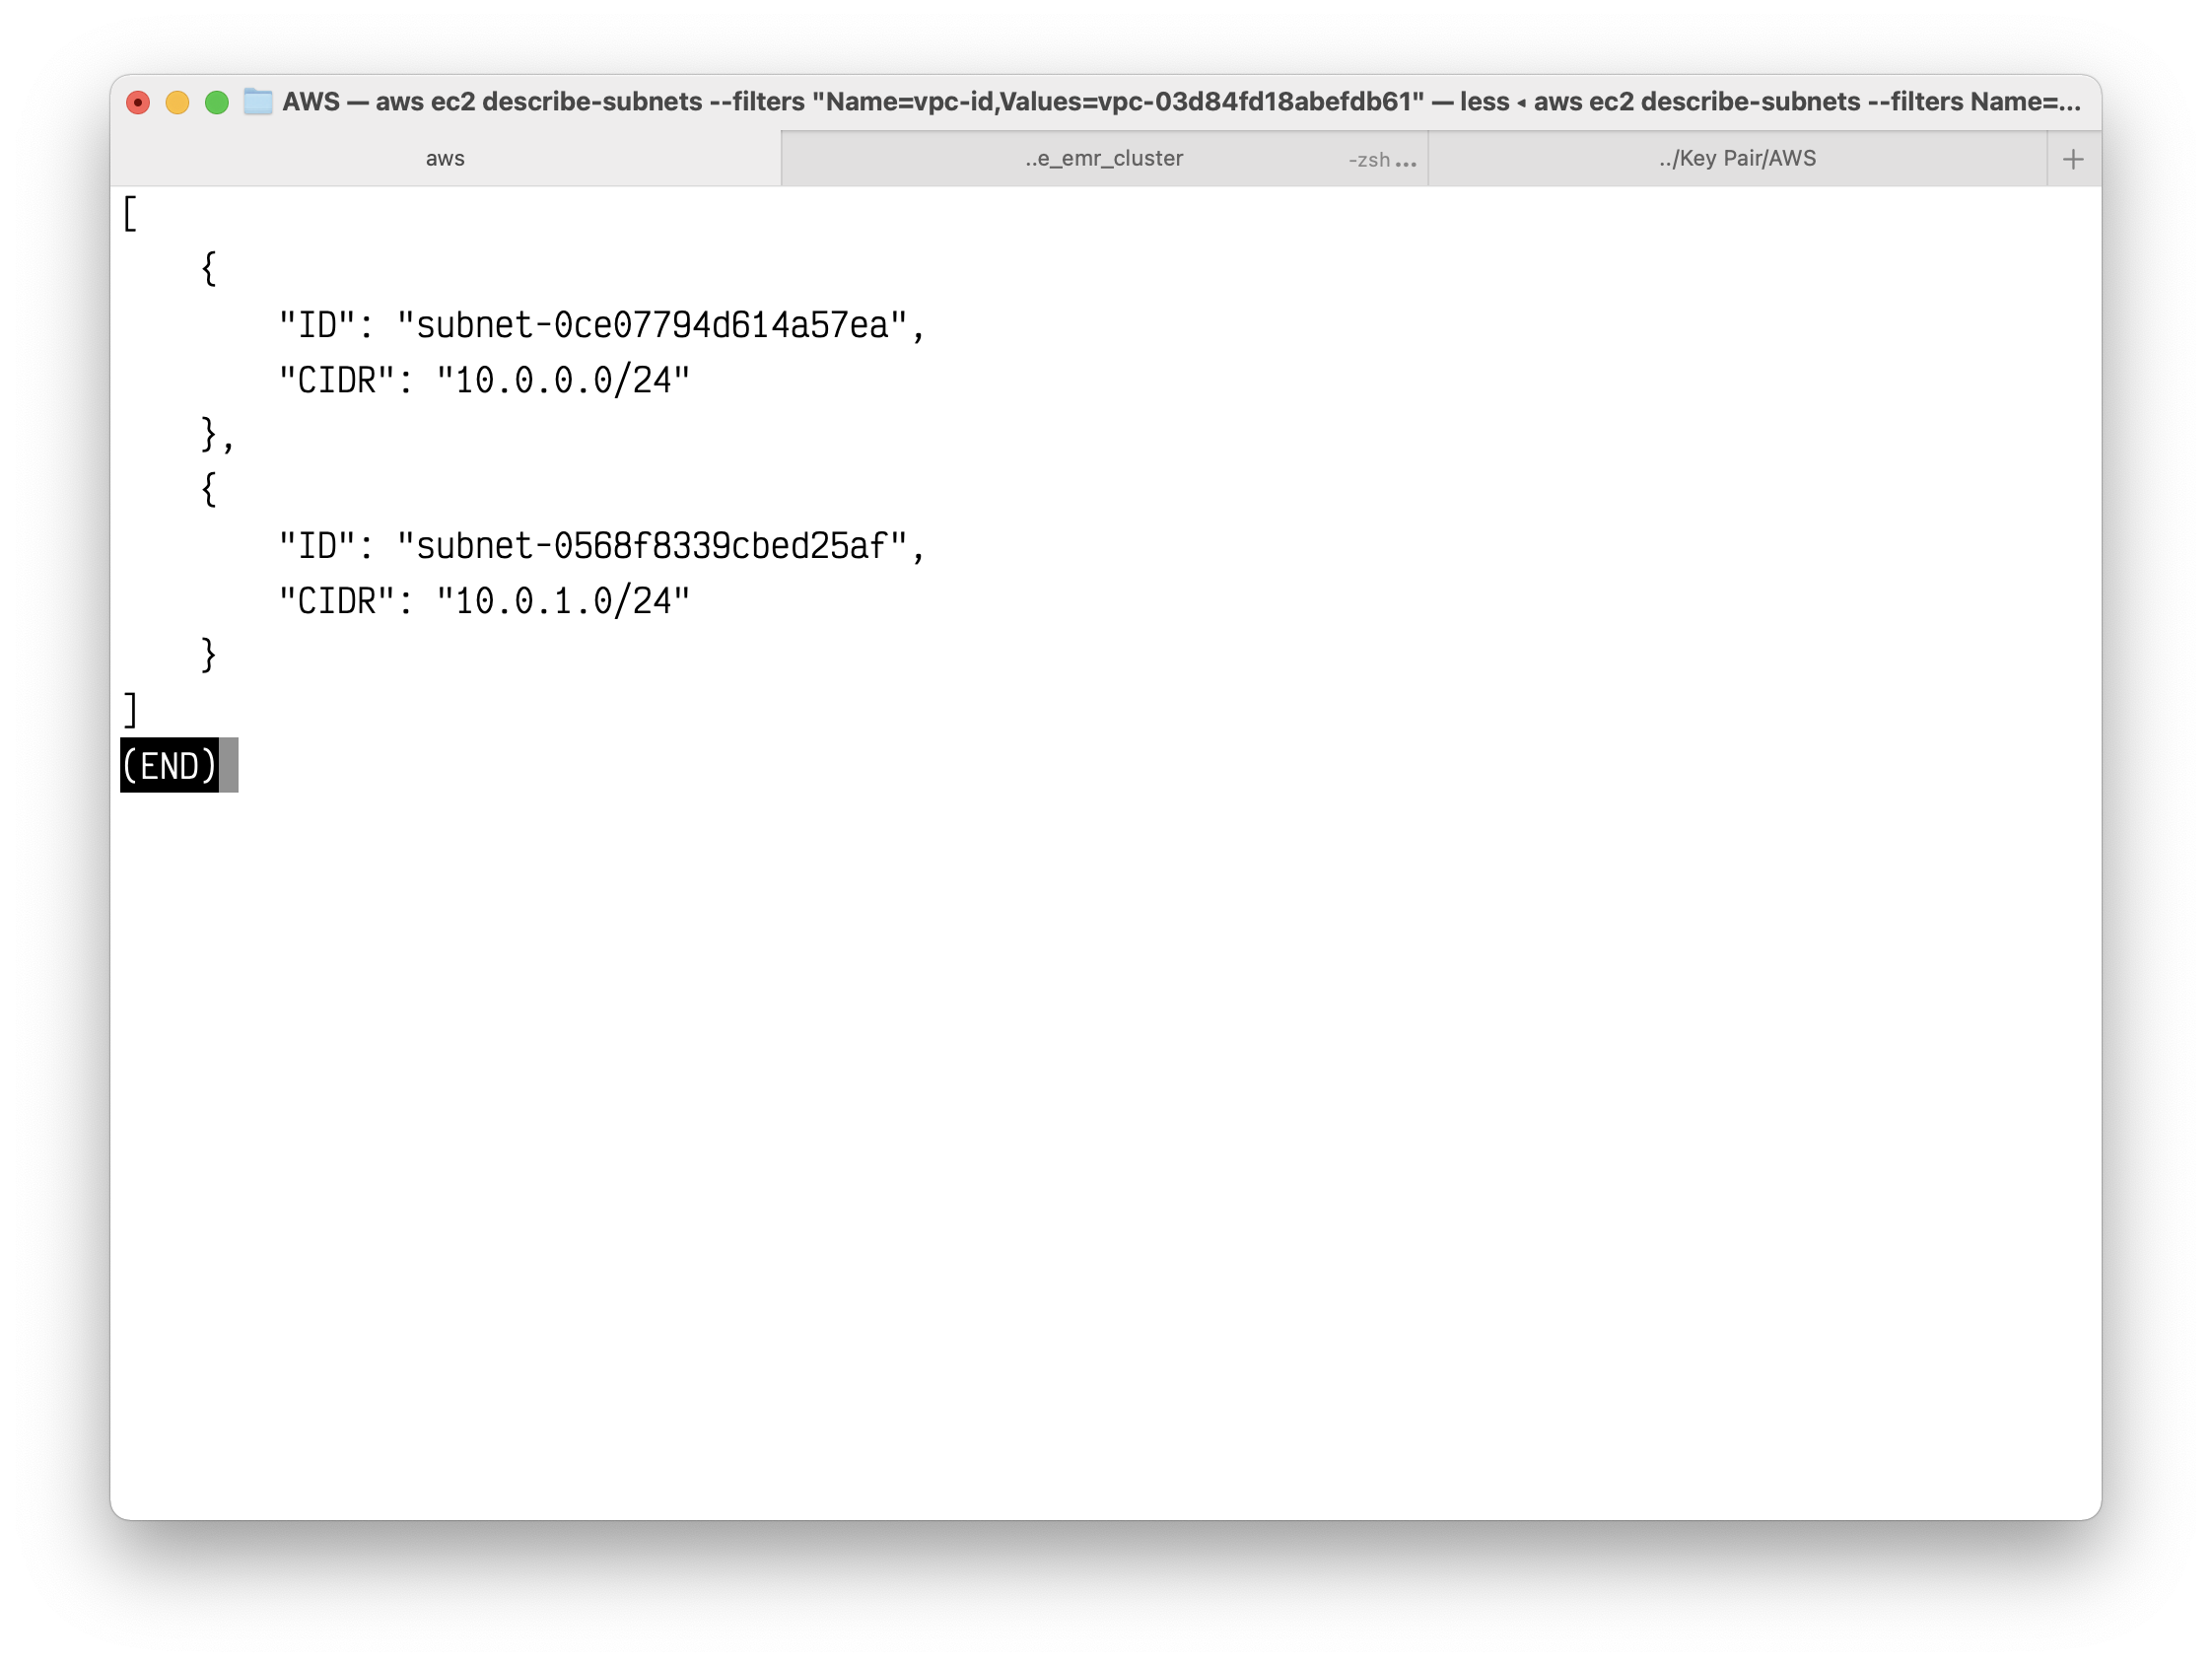 AWS — aws ec2 describe-subnets --filters "Name=vpc-id,Values=vpc-03d84fd18abefdb61" — less ◂ aws ec2 describe-subnets --filters Name=...
aws
..e_emr_cluster
-zsh ...
../Key Pair/AWS
+
[
    {
        "ID": "subnet-0ce07794d614a57ea",
        "CIDR": "10.0.0.0/24"
    },
    {
        "ID": "subnet-0568f8339cbed25af",
        "CIDR": "10.0.1.0/24"
    }
]
(END)